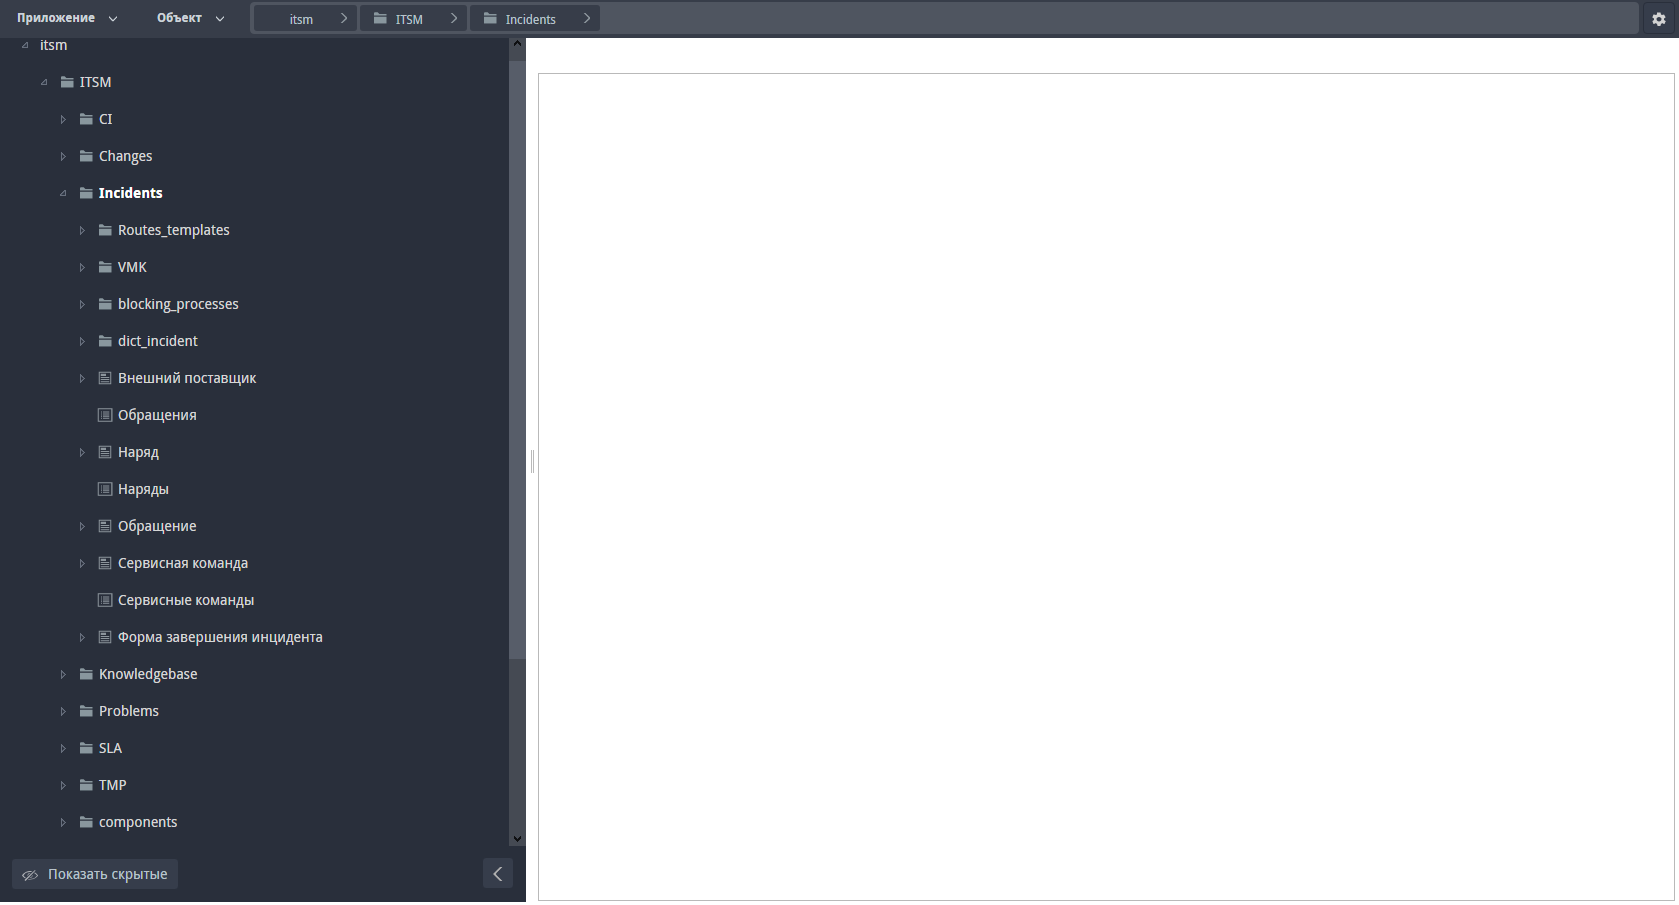 Приложение
Объект
itsm
ITSM
Incidents
itsm
ITSM
CI
Changes
Incidents
Routes_templates
VMK
blocking_processes
dict_incident
Внешний поставщик
Обращения
Наряд
Наряды
Обращение
Сервисная команда
Сервисные команды
Форма завершения инцидента
Knowledgebase
Problems
SLA
TMP
components
Показать скрытые